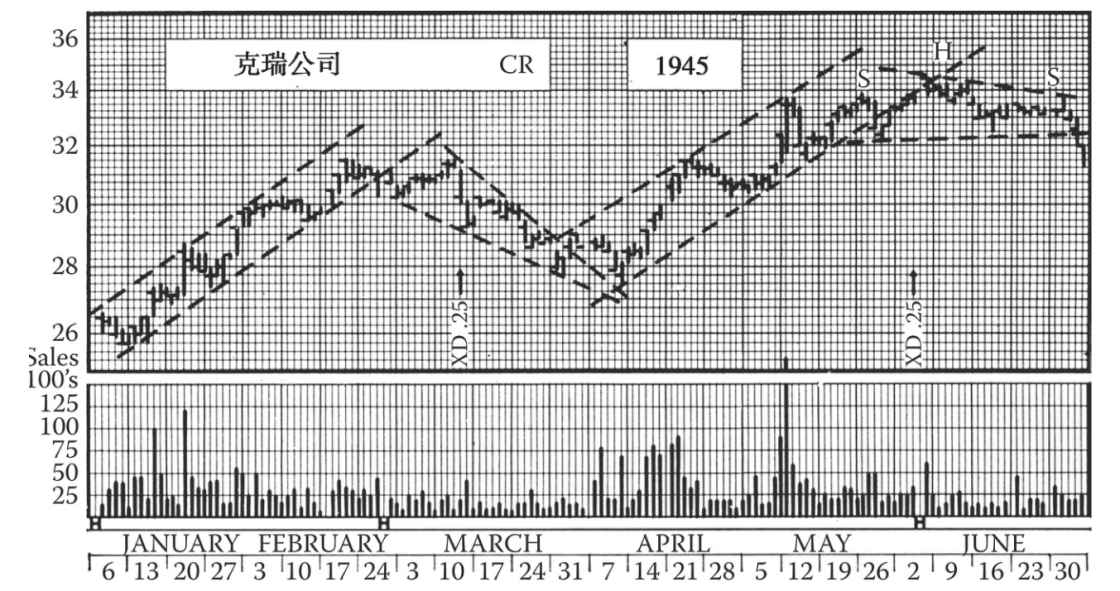 克瑞公司 CR 1945
36
34
32
30
28
26
H
S
S
XD .25
XD .25
Sales
100's
125
100
75
50
25
H
H
H
JANUARY FEBRUARY MARCH APRIL MAY JUNE
6 13 20 27 3 10 17 24 3 10 17 24 31 7 14 21 28 5 12 19 26 2 9 16 23 30